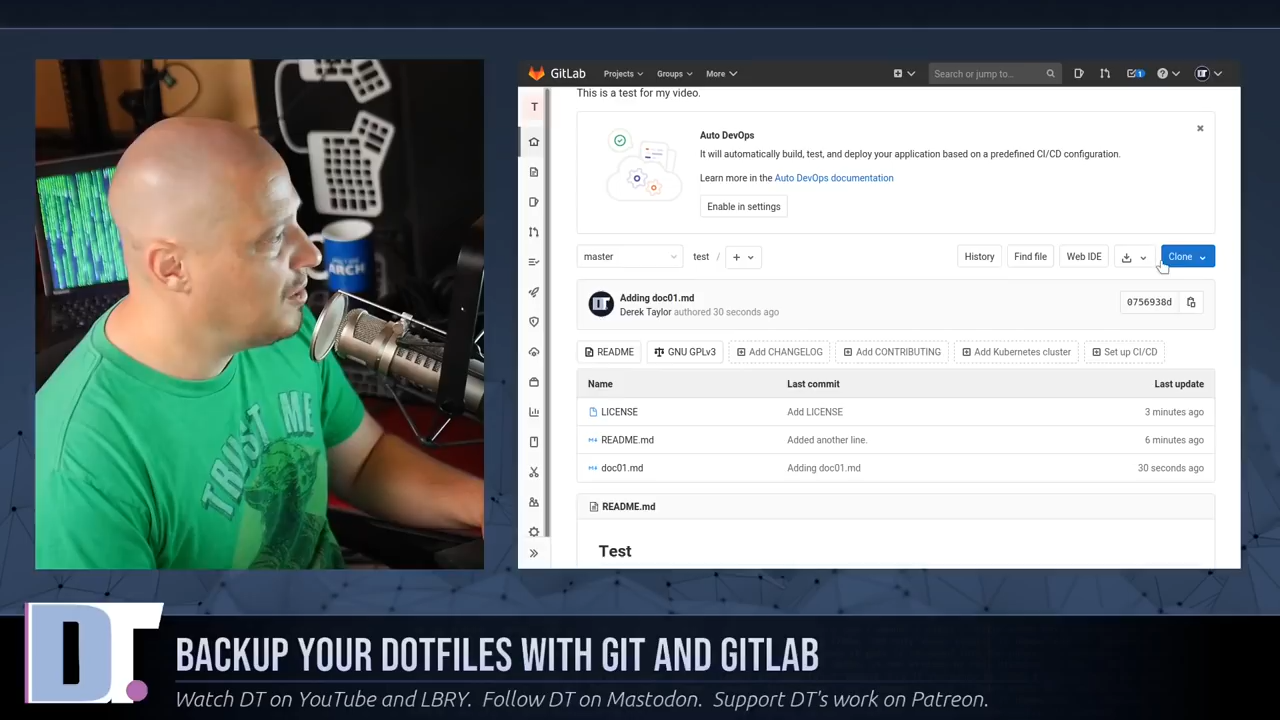 GitLab Projects Groups More Search or jump to... 1
This is a test for my video.
T
Auto DevOps
It will automatically build, test, and deploy your application based on a predefined CI/CD configuration.
Learn more in the Auto DevOps documentation
Enable in settings
master test / + History Find file Web IDE Clone
Adding doc01.md
Derek Taylor authored 30 seconds ago
0756938d
README GNU GPLv3 Add CHANGELOG Add CONTRIBUTING Add Kubernetes cluster Set up CI/CD
Name Last commit Last update
LICENSE Add LICENSE 3 minutes ago
README.md Added another line. 6 minutes ago
doc01.md Adding doc01.md 30 seconds ago
README.md
Test
ARCH
TRUST ME
DT.
BACKUP YOUR DOTFILES WITH GIT AND GITLAB
Watch DT on YouTube and LBRY. Follow DT on Mastodon. Support DT's work on Patreon.